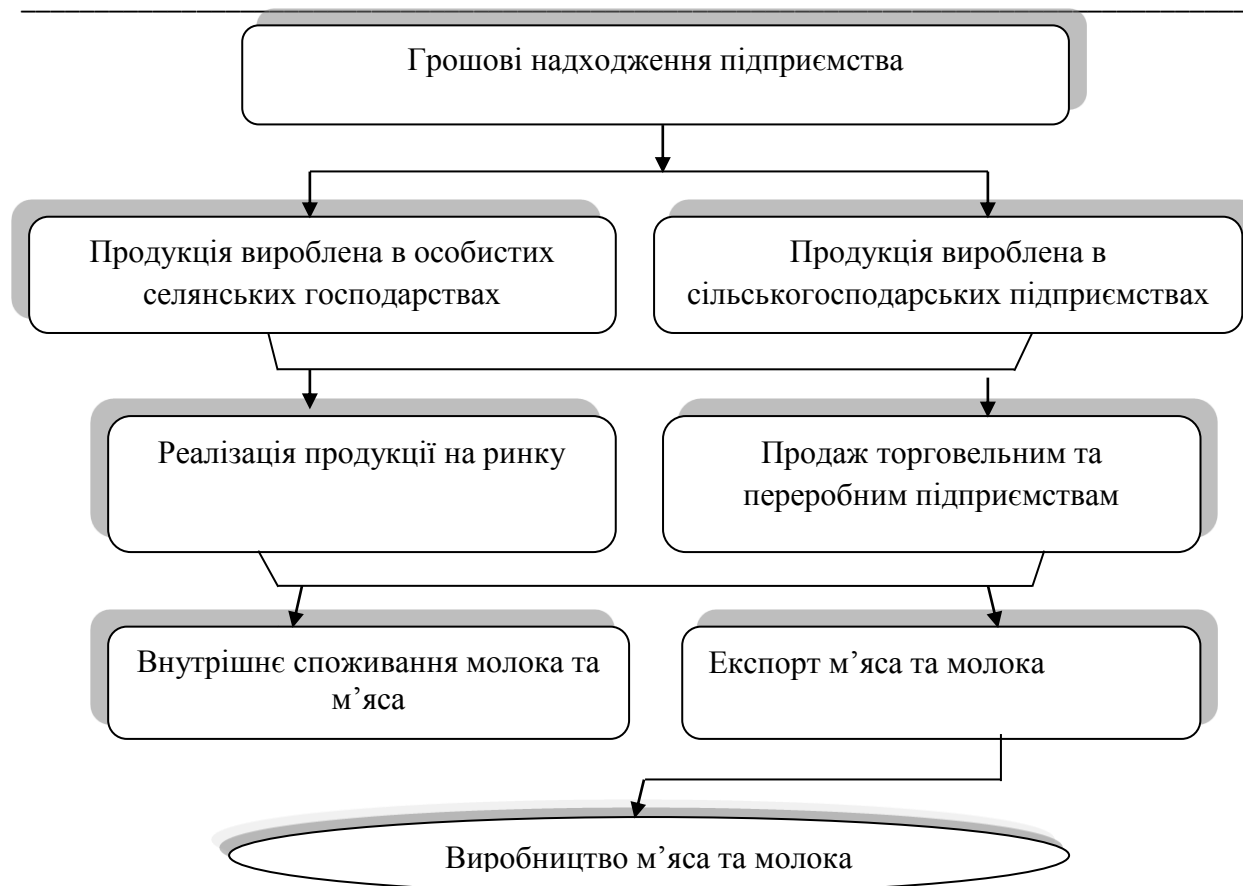 Грошові надходження підприємства
Продукція вироблена в особистих
селянських господарствах
Продукція вироблена в
сільськогосподарських підприємствах
Реалізація продукції на ринку
Продаж торговельним та
переробним підприємствам
Внутрішнє споживання молока та
м’яса
Експорт м’яса та молока
Виробництво м’яса та молока